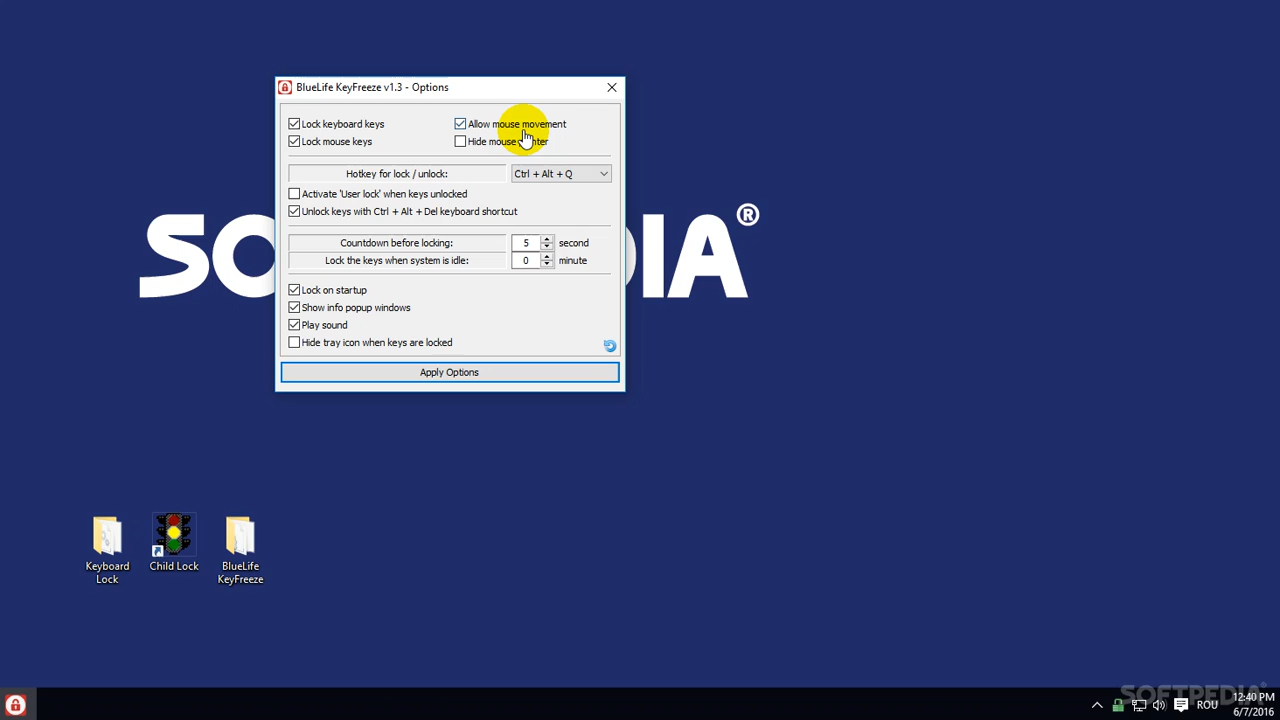 BlueLife KeyFreeze v1.3 - Options
Lock keyboard keys
Allow mouse movement
Lock mouse keys
Hide mouse
Hotkey for lock / unlock:
Ctrl + Alt + Q
Activate 'User lock' when keys unlocked
Unlock keys with Ctrl + Alt + Del keyboard shortcut
Countdown before locking:
5
second
Lock the keys when system is idle:
0
minute
Lock on startup
Show info popup windows
Play sound
Hide tray icon when keys are locked
Apply Options
®
Keyboard
Lock
Child Lock
BlueLife
KeyFreeze
SOFTPEDIA®
ROU
12:40 PM
6/7/2016